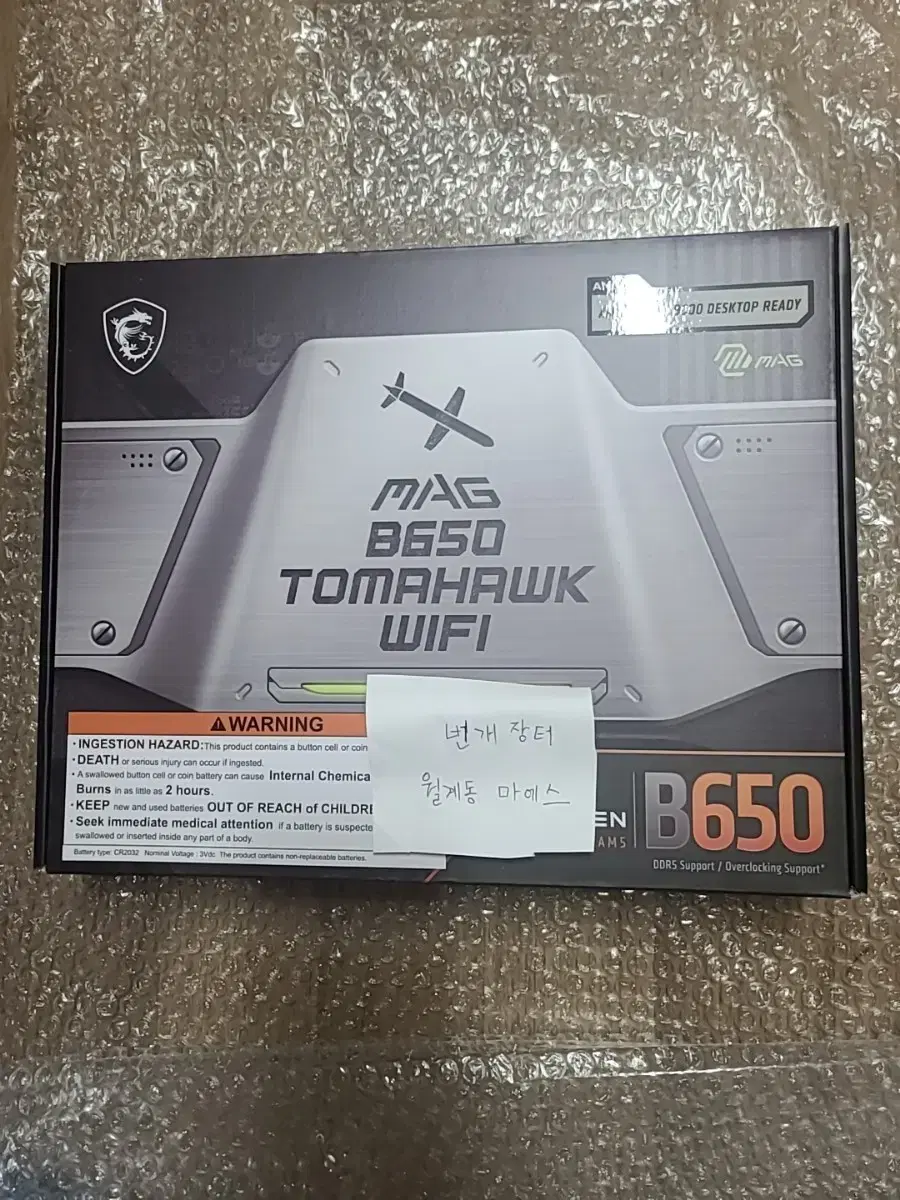 9000 DESKTOP READY
MAG
MAG
B650
TOMAHAWK
WIFI
⚠WARNING
· INGESTION HAZARD: This product contains a button cell or coin
· DEATH or serious injury can occur if ingested.
· A swallowed button cell or coin battery can cause Internal Chemica
Burns in as little as 2 hours.
· KEEP new and used batteries OUT OF REACH of CHILDRE
· Seek immediate medical attention if a battery is suspecte
swallowed or inserted inside any part of body.
Battery type: CR2032 Nominal Voltage : 3Vdc The product contains non-replaceable batteries.
번개 장터
월계동 마에스
EN
AM5
B650
DDR5 Support / Overclocking Support*